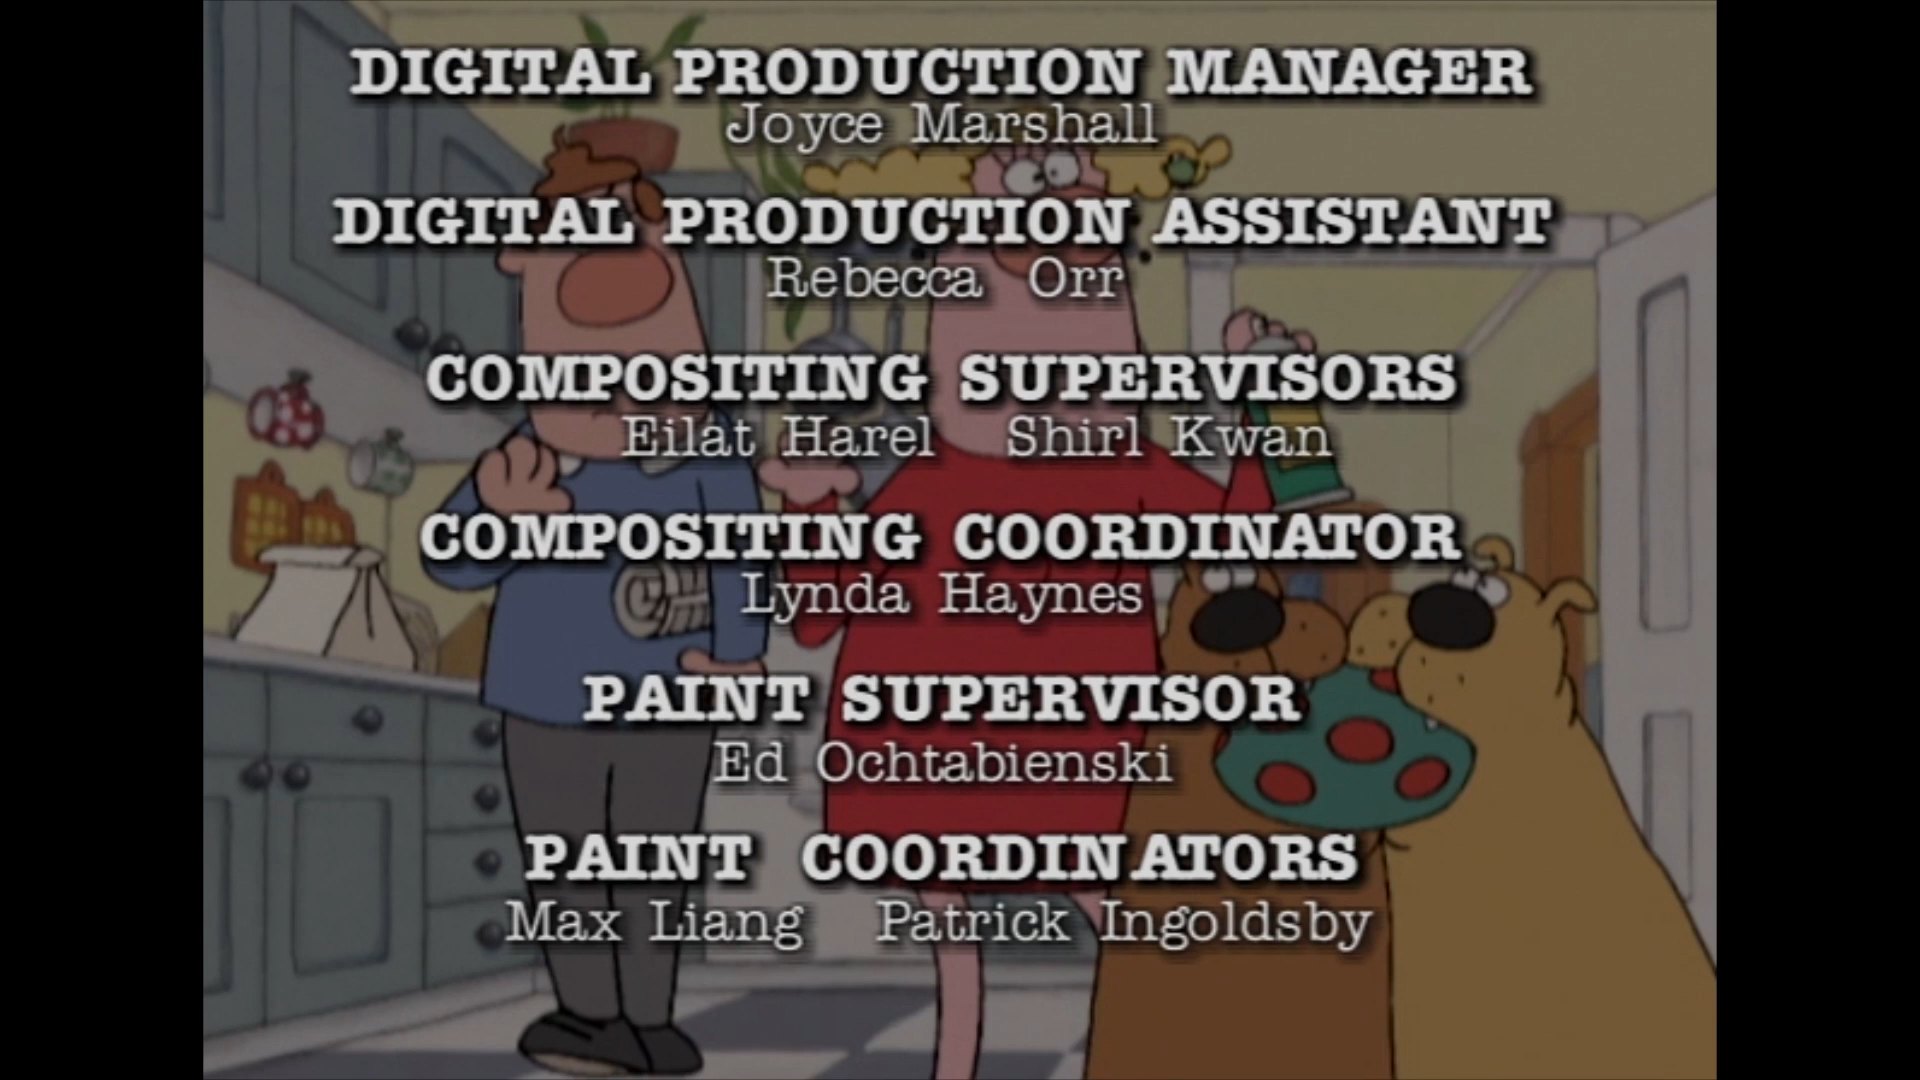 DIGITAL PRODUCTION MANAGER
Joyce Marshall
DIGITAL PRODUCTION ASSISTANT
Rebecca Orr
COMPOSITING SUPERVISORS
Eilat Harel Shirl Kwan
COMPOSITING COORDINATOR
Lynda Haynes
PAINT SUPERVISOR
Ed Ochtabienski
PAINT COORDINATORS
Max Liang Patrick Ingoldsby